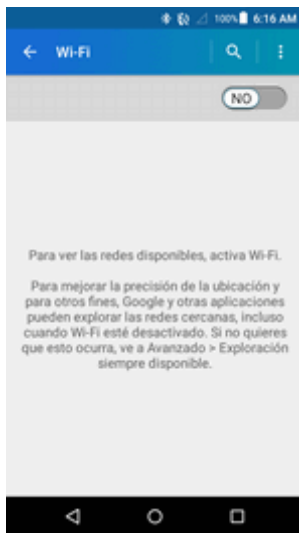 100% 6:16 AM
Wi-Fi
NO
Para ver las redes disponibles, activa Wi-Fi.
Para mejorar la precisión de la ubicación y
para otros fines, Google y otras aplicaciones
pueden explorar las redes cercanas, incluso
cuando Wi-Fi esté desactivado. Si no quieres
que esto ocurra, ve a Avanzado > Exploración
siempre disponible.